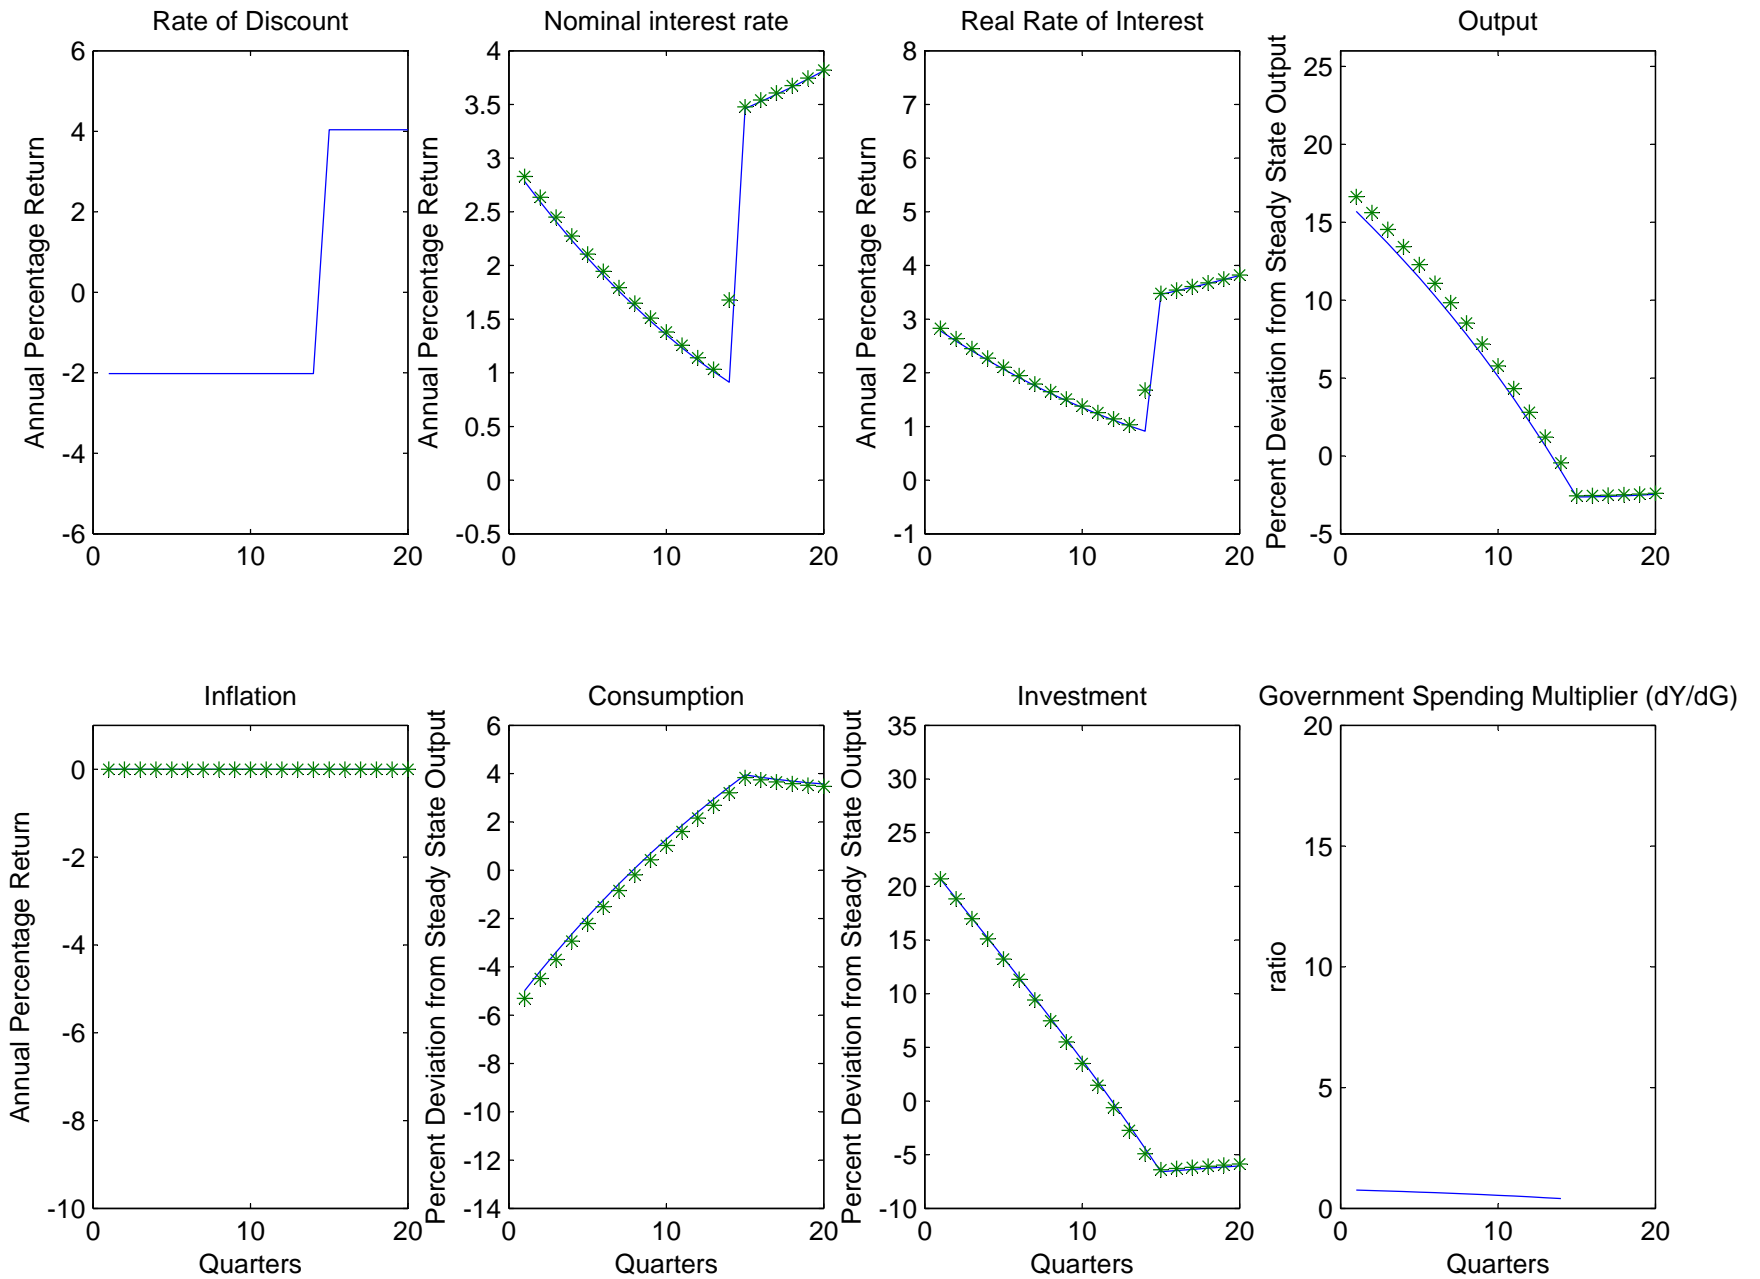 Rate of Discount
Annual Percentage Return
6
4
2
0
-2
-4
-6
0 10 20
Nominal interest rate
Annual Percentage Return
4
3.5
3
2.5
2
1.5
1
0.5
0
-0.5
0 10 20
Real Rate of Interest
Annual Percentage Return
8
7
6
5
4
3
2
1
0
-1
0 10 20
Output
Percent Deviation from Steady State Output
25
20
15
10
5
0
-5
0 10 20
Inflation
Annual Percentage Return
0
-2
-4
-6
-8
-10
0 10 20
Quarters
Consumption
Percent Deviation from Steady State Output
6
4
2
0
-2
-4
-6
-8
-10
-12
-14
0 10 20
Quarters
Investment
Percent Deviation from Steady State Output
35
30
25
20
15
10
5
0
-5
-10
0 10 20
Quarters
Government Spending Multiplier (dY/dG)
ratio
20
15
10
5
0
0 10 20
Quarters